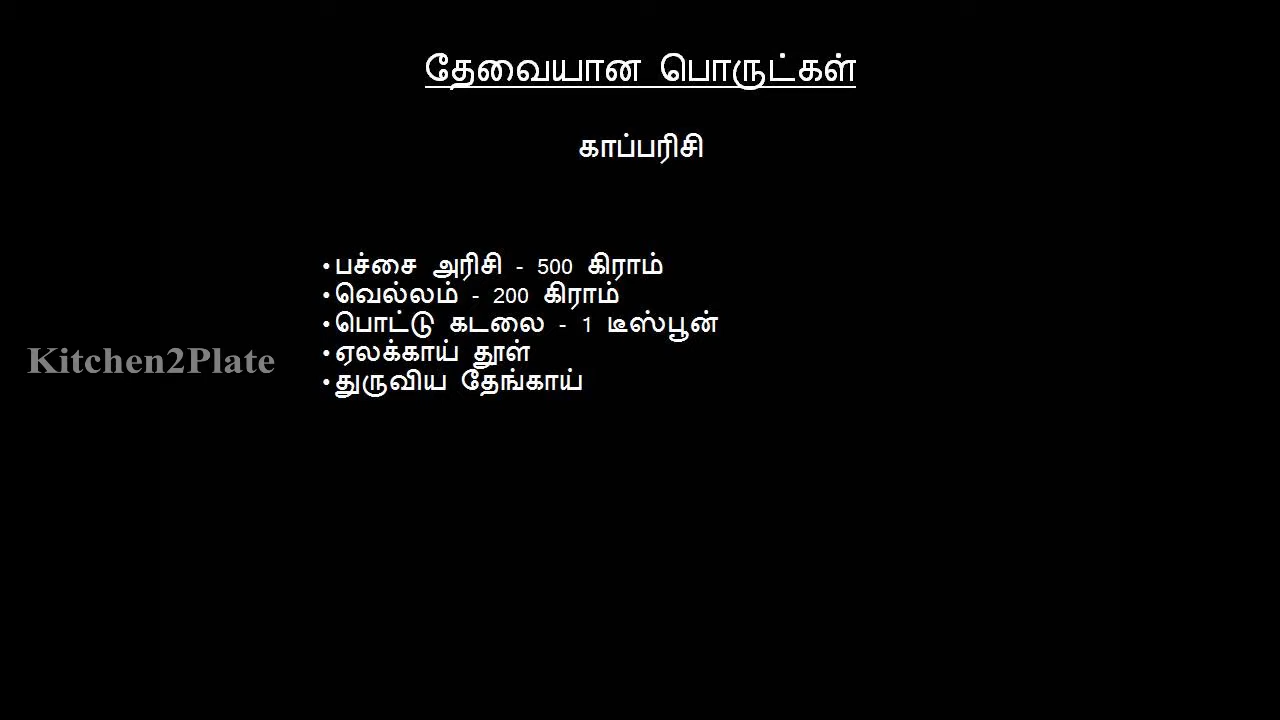 தேவையான பொருட்கள்
காப்பரிசி
•பச்சை அரிசி - 500 கிராம்
•வெல்லம் - 200 கிராம்
•பொட்டு கடலை - 1 டீஸ்பூன்
•ஏலக்காய் தூள்
•துருவிய தேங்காய்
Kitchen2Plate